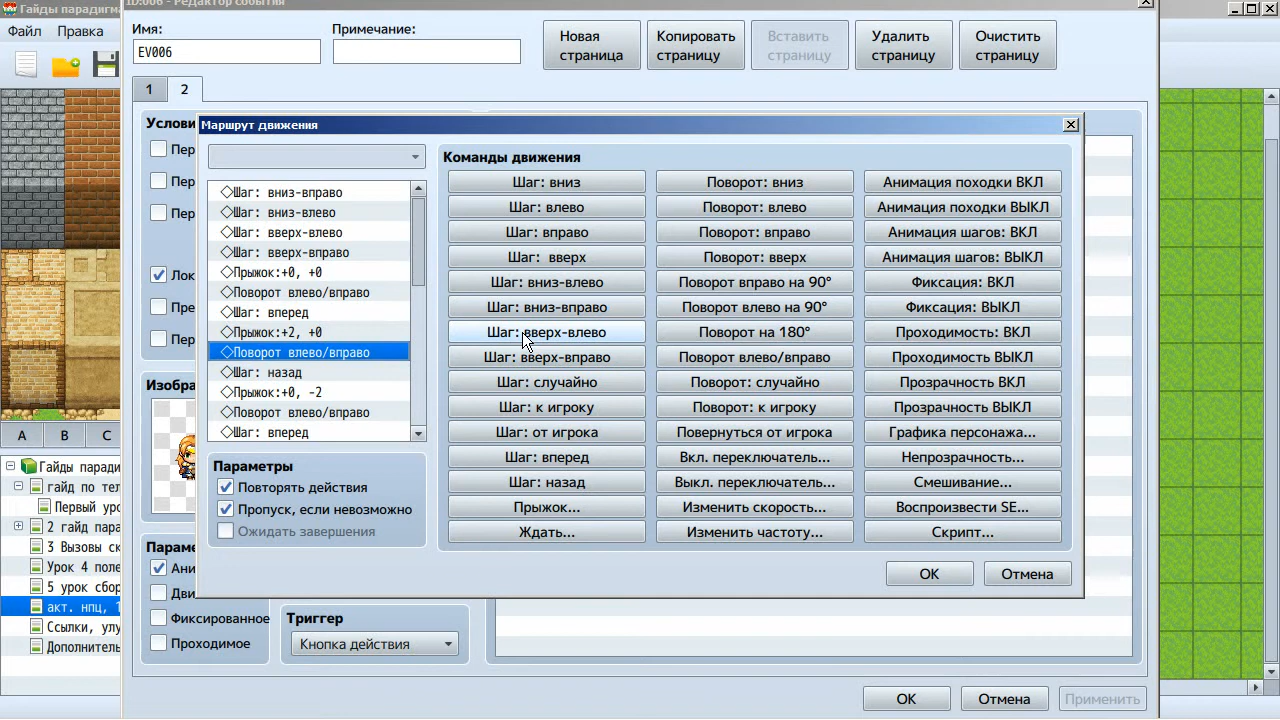 Гайды парадигма
ID:006 - Редактор события
Файл
Правка
Имя:
EV006
Примечание:
Новая страница
Копировать страницу
Вставить страницу
Удалить страницу
Очистить страницу
1
2
Услови
Пер
Пер
Пер
Лок
Пре
Пер
Изобра
Парамe
Ани
Дви
Фиксированное
Проходимое
Триггер
Кнопка действия
Маршрут движения
◇Шаг: вниз-вправо
◇Шаг: вниз-влево
◇Шаг: вверх-влево
◇Шаг: вверх-вправо
◇Прыжок:+0, +0
◇Поворот влево/вправо
◇Шаг: вперед
◇Прыжок:+2, +0
◇Поворот влево/вправо
◇Шаг: назад
◇Прыжок:+0, -2
◇Поворот влево/вправо
◇Шаг: вперед
Параметры
Повторять действия
Пропуск, если невозможно
Ожидать завершения
Команды движения
Шаг: вниз
Поворот: вниз
Анимация походки ВКЛ
Шаг: влево
Поворот: влево
Анимация походки ВЫКЛ
Шаг: вправо
Поворот: вправо
Анимация шагов: ВКЛ
Шаг: вверх
Поворот: вверх
Анимация шагов: ВЫКЛ
Шаг: вниз-влево
Поворот вправо на 90°
Фиксация: ВКЛ
Шаг: вниз-вправо
Поворот влево на 90°
Фиксация: ВЫКЛ
Шаг: вверх-влево
Поворот на 180°
Проходимость: ВКЛ
Шаг: вверх-вправо
Поворот влево/вправо
Проходимость ВЫКЛ
Шаг: случайно
Поворот: случайно
Прозрачность ВКЛ
Шаг: к игроку
Поворот: к игроку
Прозрачность ВЫКЛ
Шаг: от игрока
Повернуться от игрока
Графика персонажа...
Шаг: вперед
Вкл. переключатель...
Непрозрачность...
Шаг: назад
Выкл. переключатель...
Смешивание...
Прыжок...
Изменить скорость...
Воспроизвести SE...
Ждать...
Изменить частоту...
Скрипт...
OK
Отмена
A
B
C
Гайды паради
гайд по тел
Первый уро
2 гайд пара
3 Вызовы ск
Урок 4 поле
5 урок сбор
акт. нпц, 1
Ссылки, улу
Дополнитель
OK
Отмена
Применить